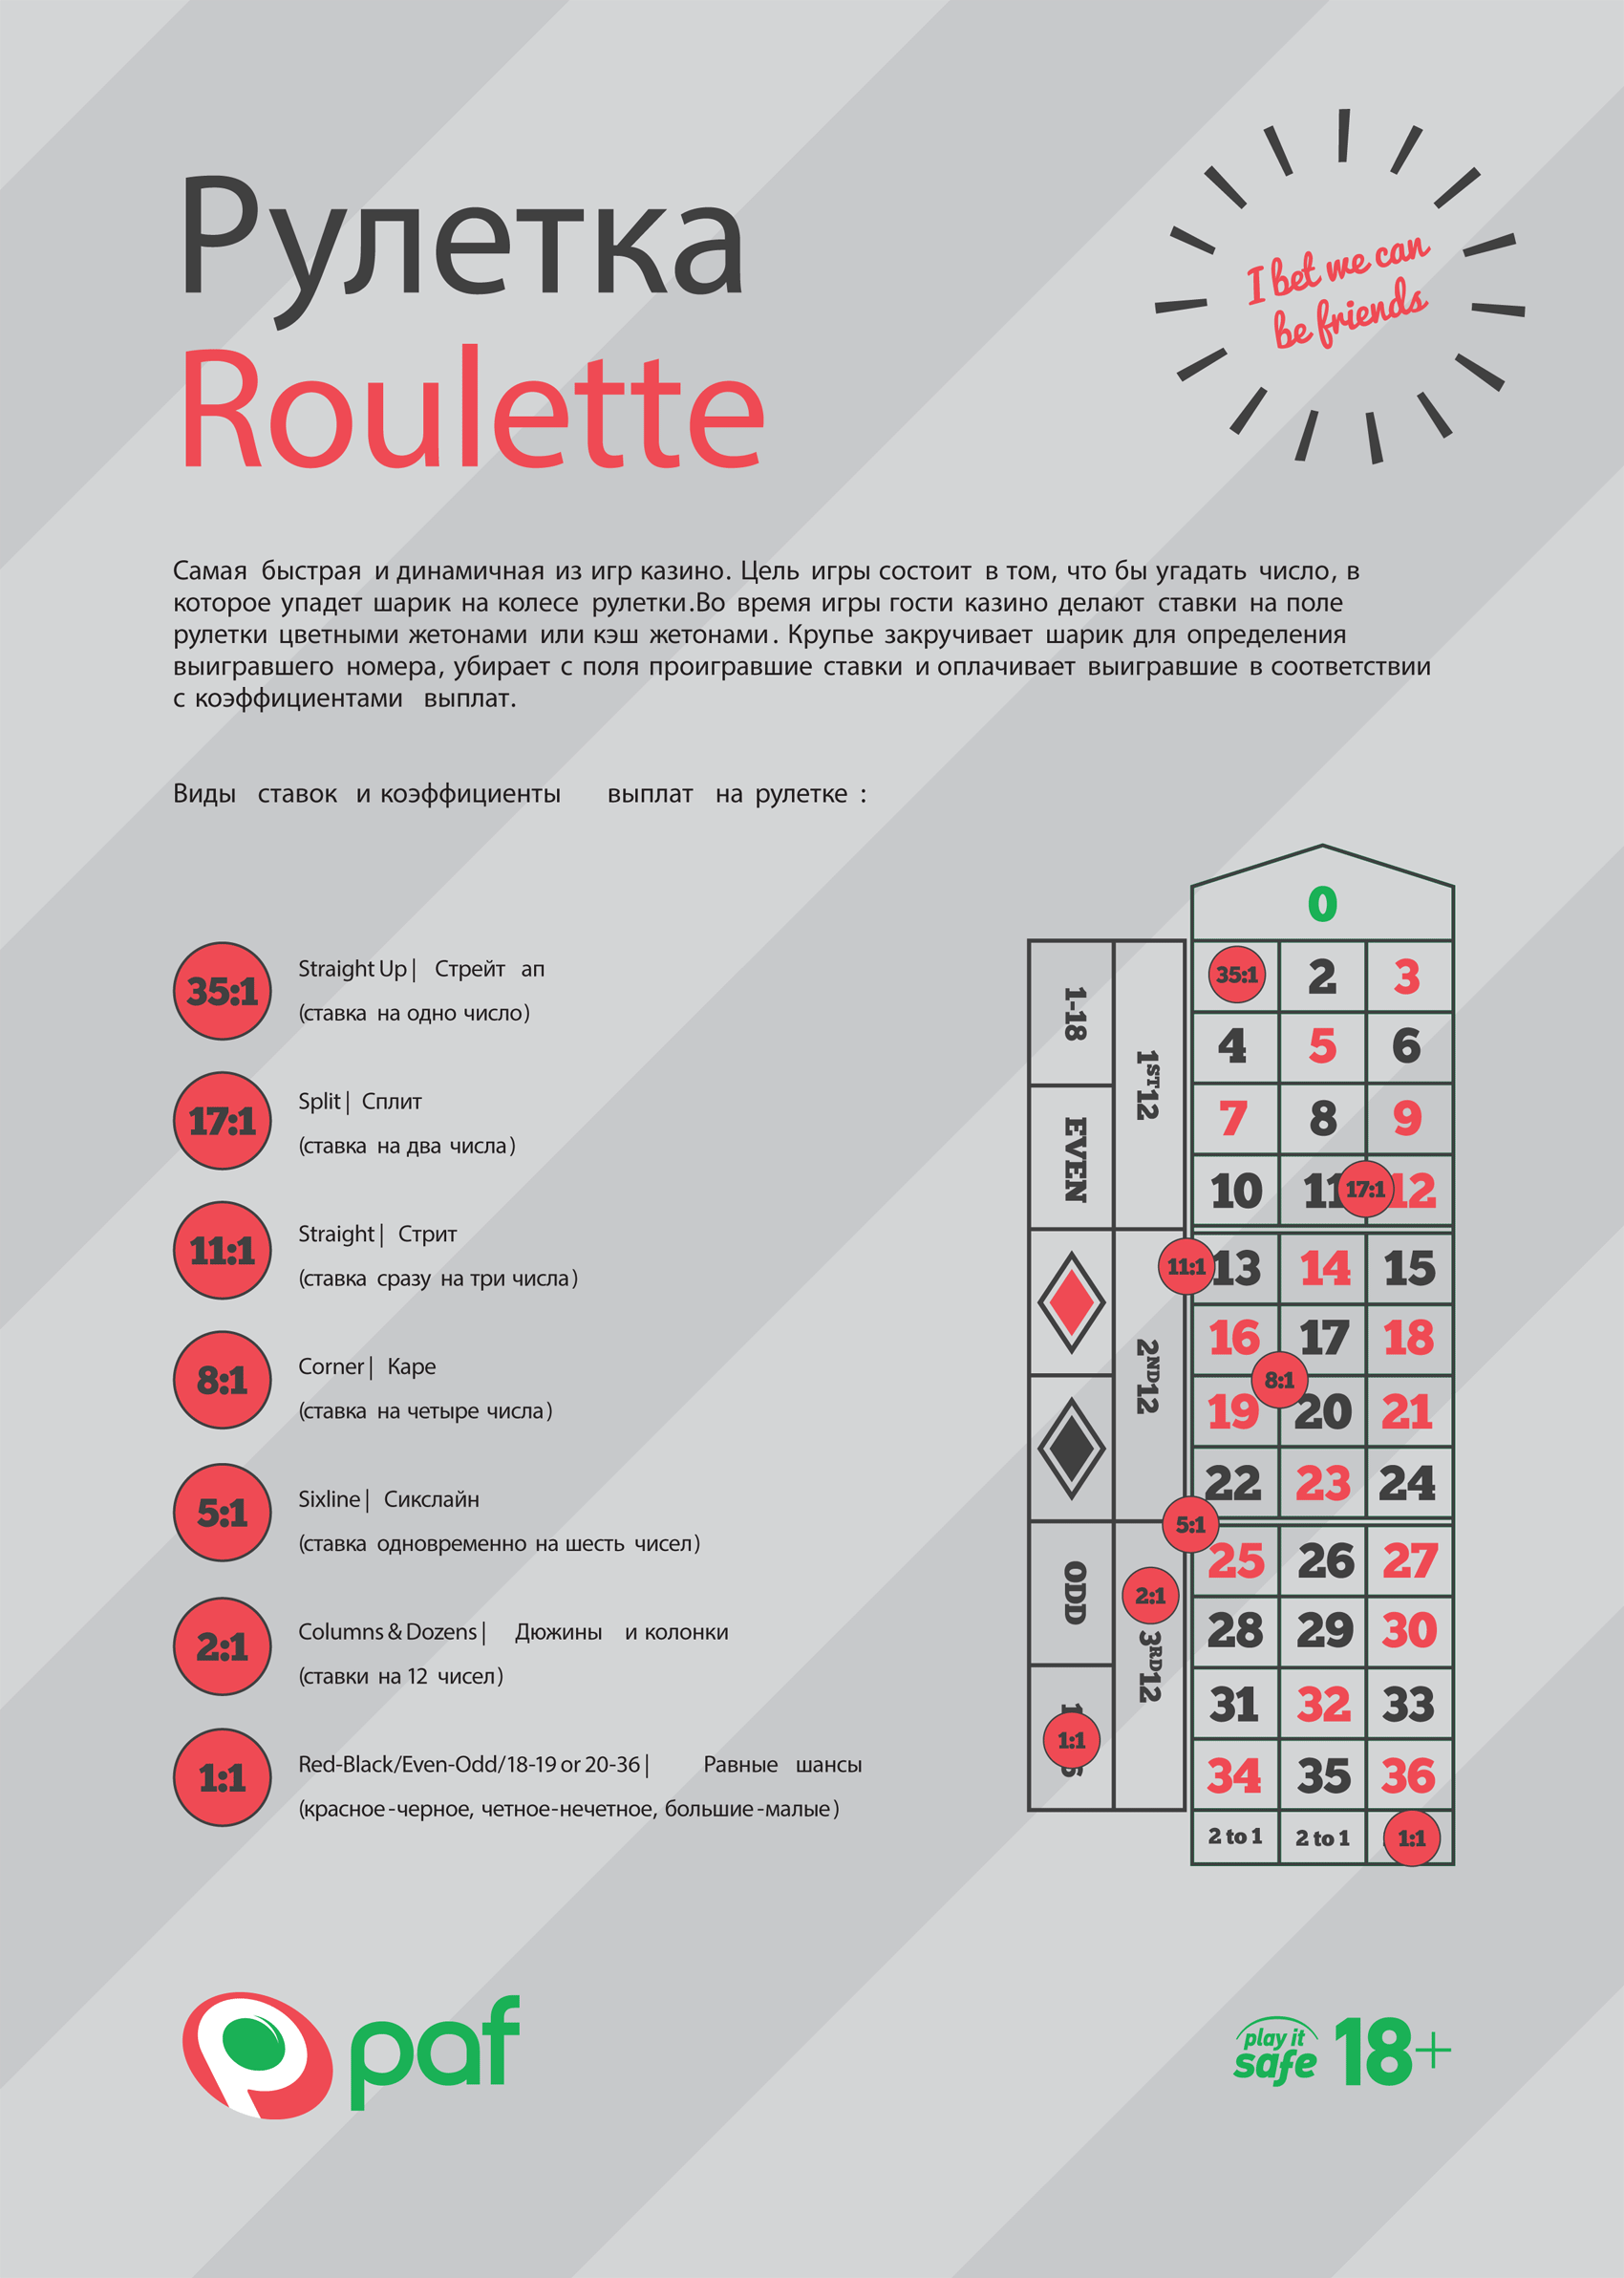 Рулетка
Roulette
I bet we can
be friends
Самая быстрая и динамичная из игр казино. Цель игры состоит в том, что бы угадать число, в
которое упадет шарик на колесе рулетки.Во время игры гости казино делают ставки на поле
рулетки цветными жетонами или кэш жетонами. Крупье закручивает шарик для определения
выигравшего номера, убирает с поля проигравшие ставки и оплачивает выигравшие в соответствии
с коэффициентами выплат.
Виды ставок и коэффициенты выплат на рулетке :
35:1 Straight Up | Стрейт ап
(ставка на одно число)
17:1 Split | Сплит
(ставка на два числа)
11:1 Straight | Стрит
(ставка сразу на три числа)
8:1 Corner | Каре
(ставка на четыре числа)
5:1 Sixline | Сикслайн
(ставка одновременно на шесть чисел)
2:1 Columns & Dozens | Дюжины и колонки
(ставки на 12 чисел)
1:1 Red-Black/Even-Odd/18-19 or 20-36 | Равные шансы
(красное-черное, четное-нечетное, большие-малые)
0
35:1 2 3
4 5 6
7 8 9
10 11 17:1 12
11:1 13 14 15
16 17 18
8:1
19 20 21
22 23 24
5:1
25 26 27
28 29 30
31 32 33
34 35 36
2 to 1 2 to 1 1:1
1-18
EVEN
ODD
1:1
1ST12
2ND12
2:1
3RD12
paf
play it
safe
18+